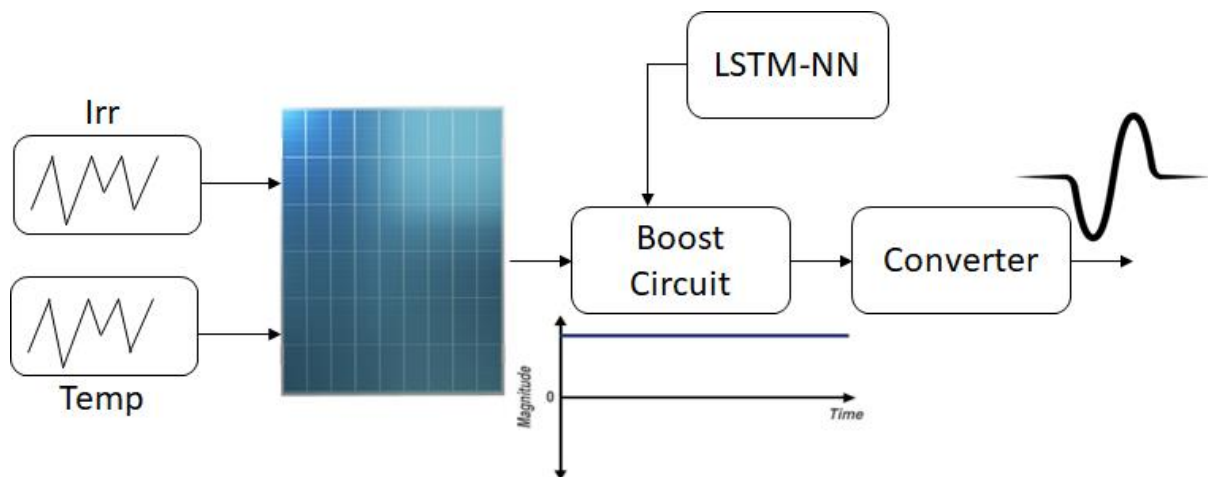 LSTM-NN
Irr
Boost
Circuit
Converter
Temp
Magnitude
0
Time